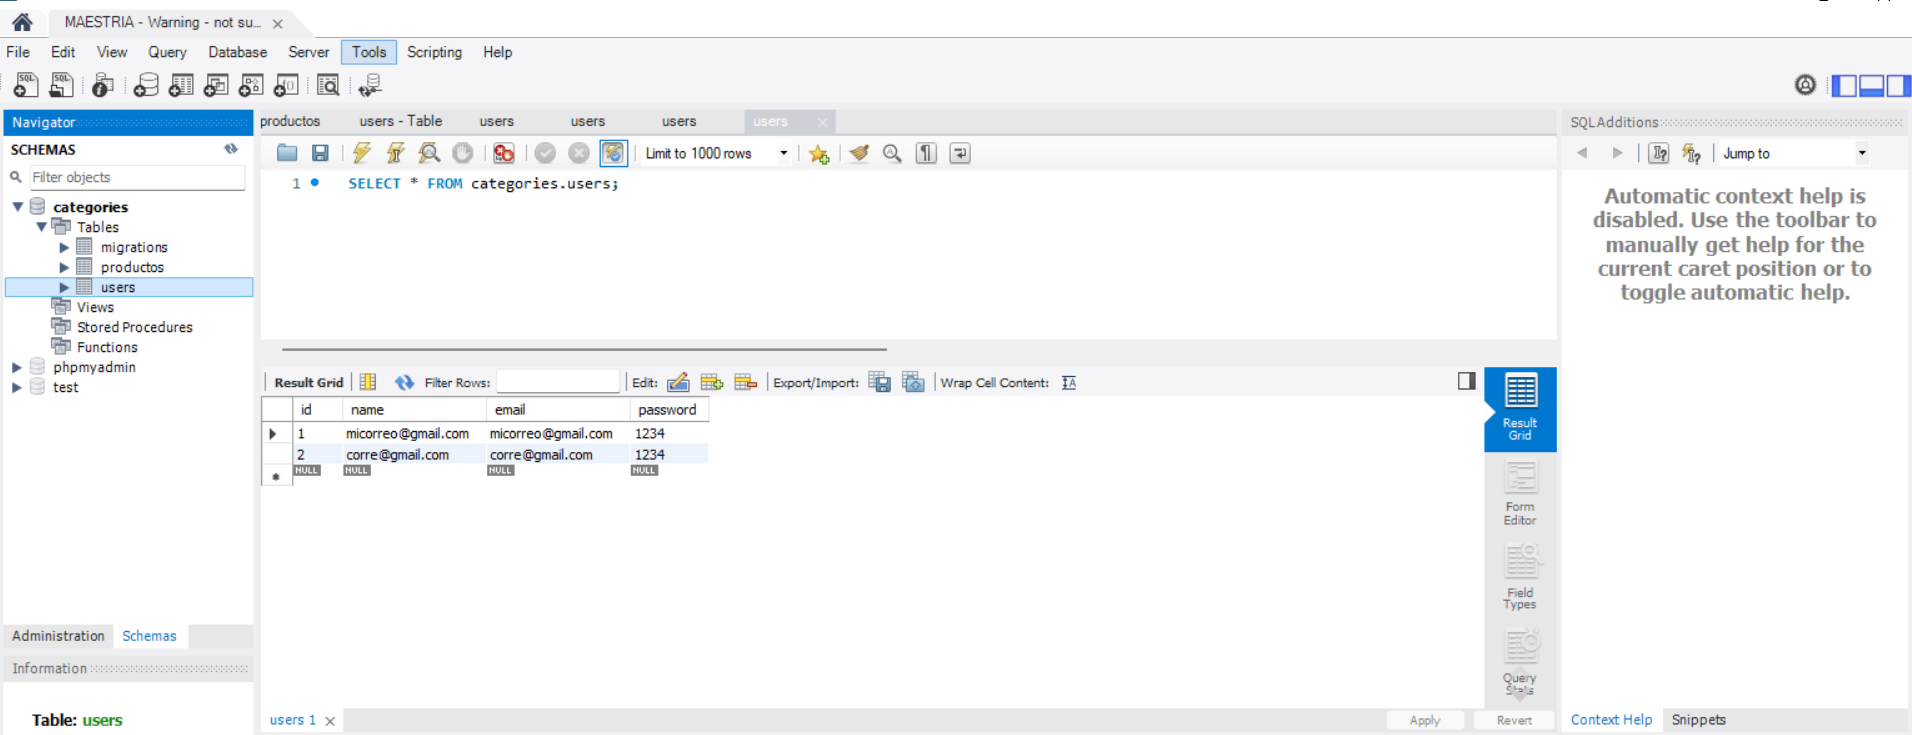 MAESTRIA - Warning - not su...
File Edit View Query Database Server Tools Scripting Help
Navigator
SCHEMAS
Filter objects
categories
Tables
migrations
productos
users
Views
Stored Procedures
Functions
phpmyadmin
test
Administration Schemas
Information
Table: users
productos users - Table users users users users
Limit to 1000 rows
1 SELECT * FROM categories.users;
Result Grid Filter Rows: Edit: Export/Import: Wrap Cell Content:
id name email password
1 micorreo@gmail.com micorreo@gmail.com 1234
2 corre@gmail.com corre@gmail.com 1234
NULL NULL NULL NULL
Result
Grid
Form
Editor
Field
Types
Query
Stats
users 1
Apply Revert
SQLAdditions
Jump to
Automatic context help is
disabled. Use the toolbar to
manually get help for the
current caret position or to
toggle automatic help.
Context Help Snippets